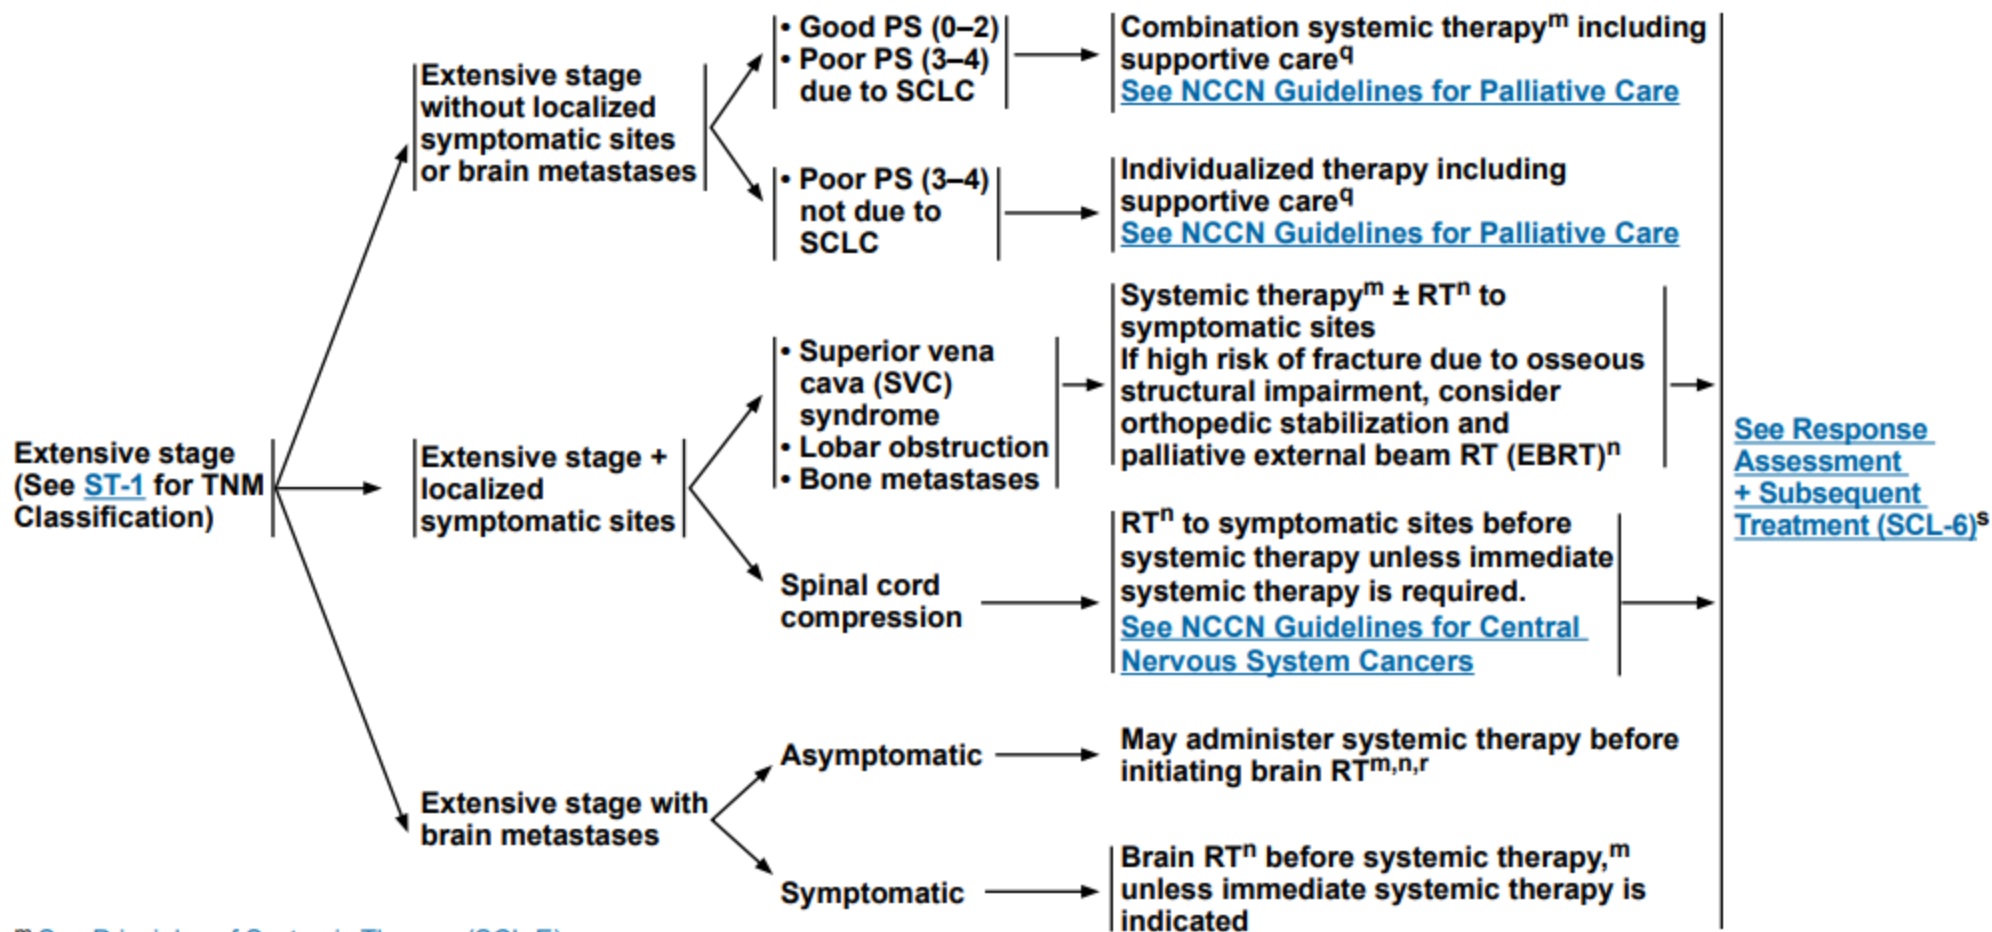 Extensive stage
(See ST-1 for TNM
Classification)
Extensive stage
without localized
symptomatic sites
or brain metastases
• Good PS (0–2)
• Poor PS (3–4)
due to SCLC
Combination systemic therapyᵐ including
supportive care^q
See NCCN Guidelines for Palliative Care
• Poor PS (3–4)
not due to
SCLC
Individualized therapy including
supportive care^q
See NCCN Guidelines for Palliative Care
Extensive stage +
localized
symptomatic sites
• Superior vena
cava (SVC)
syndrome
• Lobar obstruction
• Bone metastases
Systemic therapyᵐ ± RTⁿ to
symptomatic sites
If high risk of fracture due to osseous
structural impairment, consider
orthopedic stabilization and
palliative external beam RT (EBRT)ⁿ
Spinal cord
compression
RTⁿ to symptomatic sites before
systemic therapy unless immediate
systemic therapy is required.
See NCCN Guidelines for Central
Nervous System Cancers
Extensive stage with
brain metastases
Asymptomatic
May administer systemic therapy before
initiating brain RTᵐ,ⁿ,ʳ
Symptomatic
Brain RTⁿ before systemic therapy,ᵐ
unless immediate systemic therapy is
indicated
See Response
Assessment
+ Subsequent
Treatment (SCL-6)ˢ